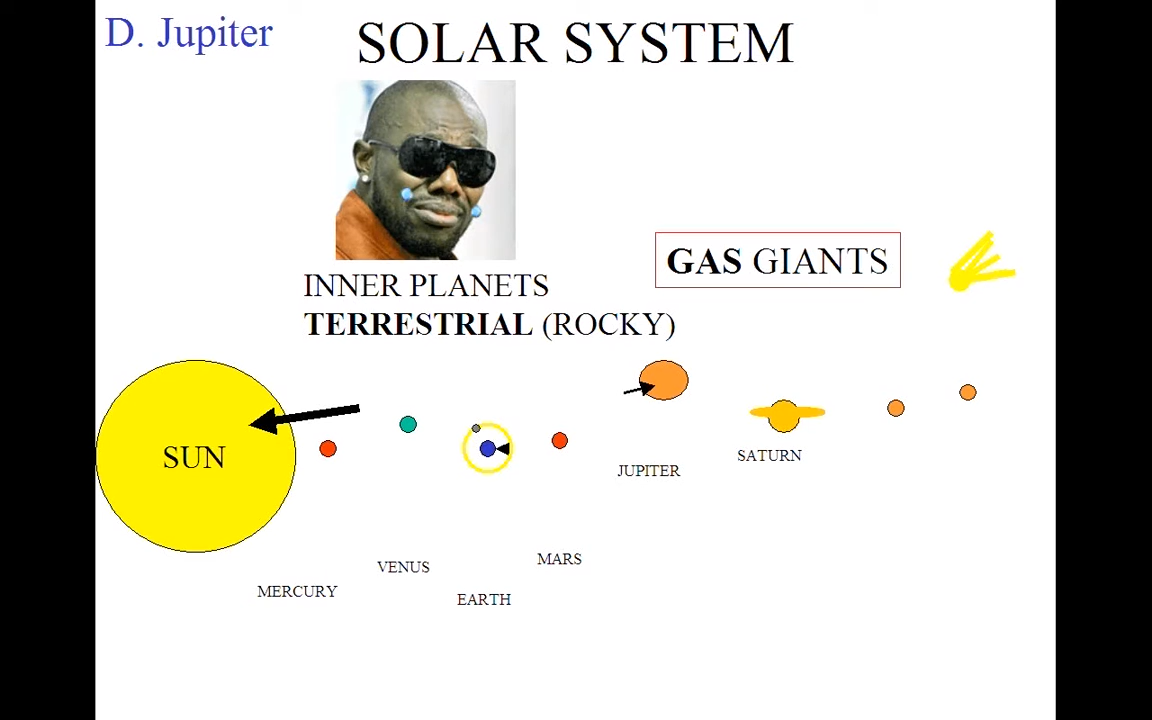 D. Jupiter
SOLAR SYSTEM
GAS GIANTS
INNER PLANETS
TERRESTRIAL (ROCKY)
SUN
JUPITER
SATURN
MERCURY
VENUS
EARTH
MARS